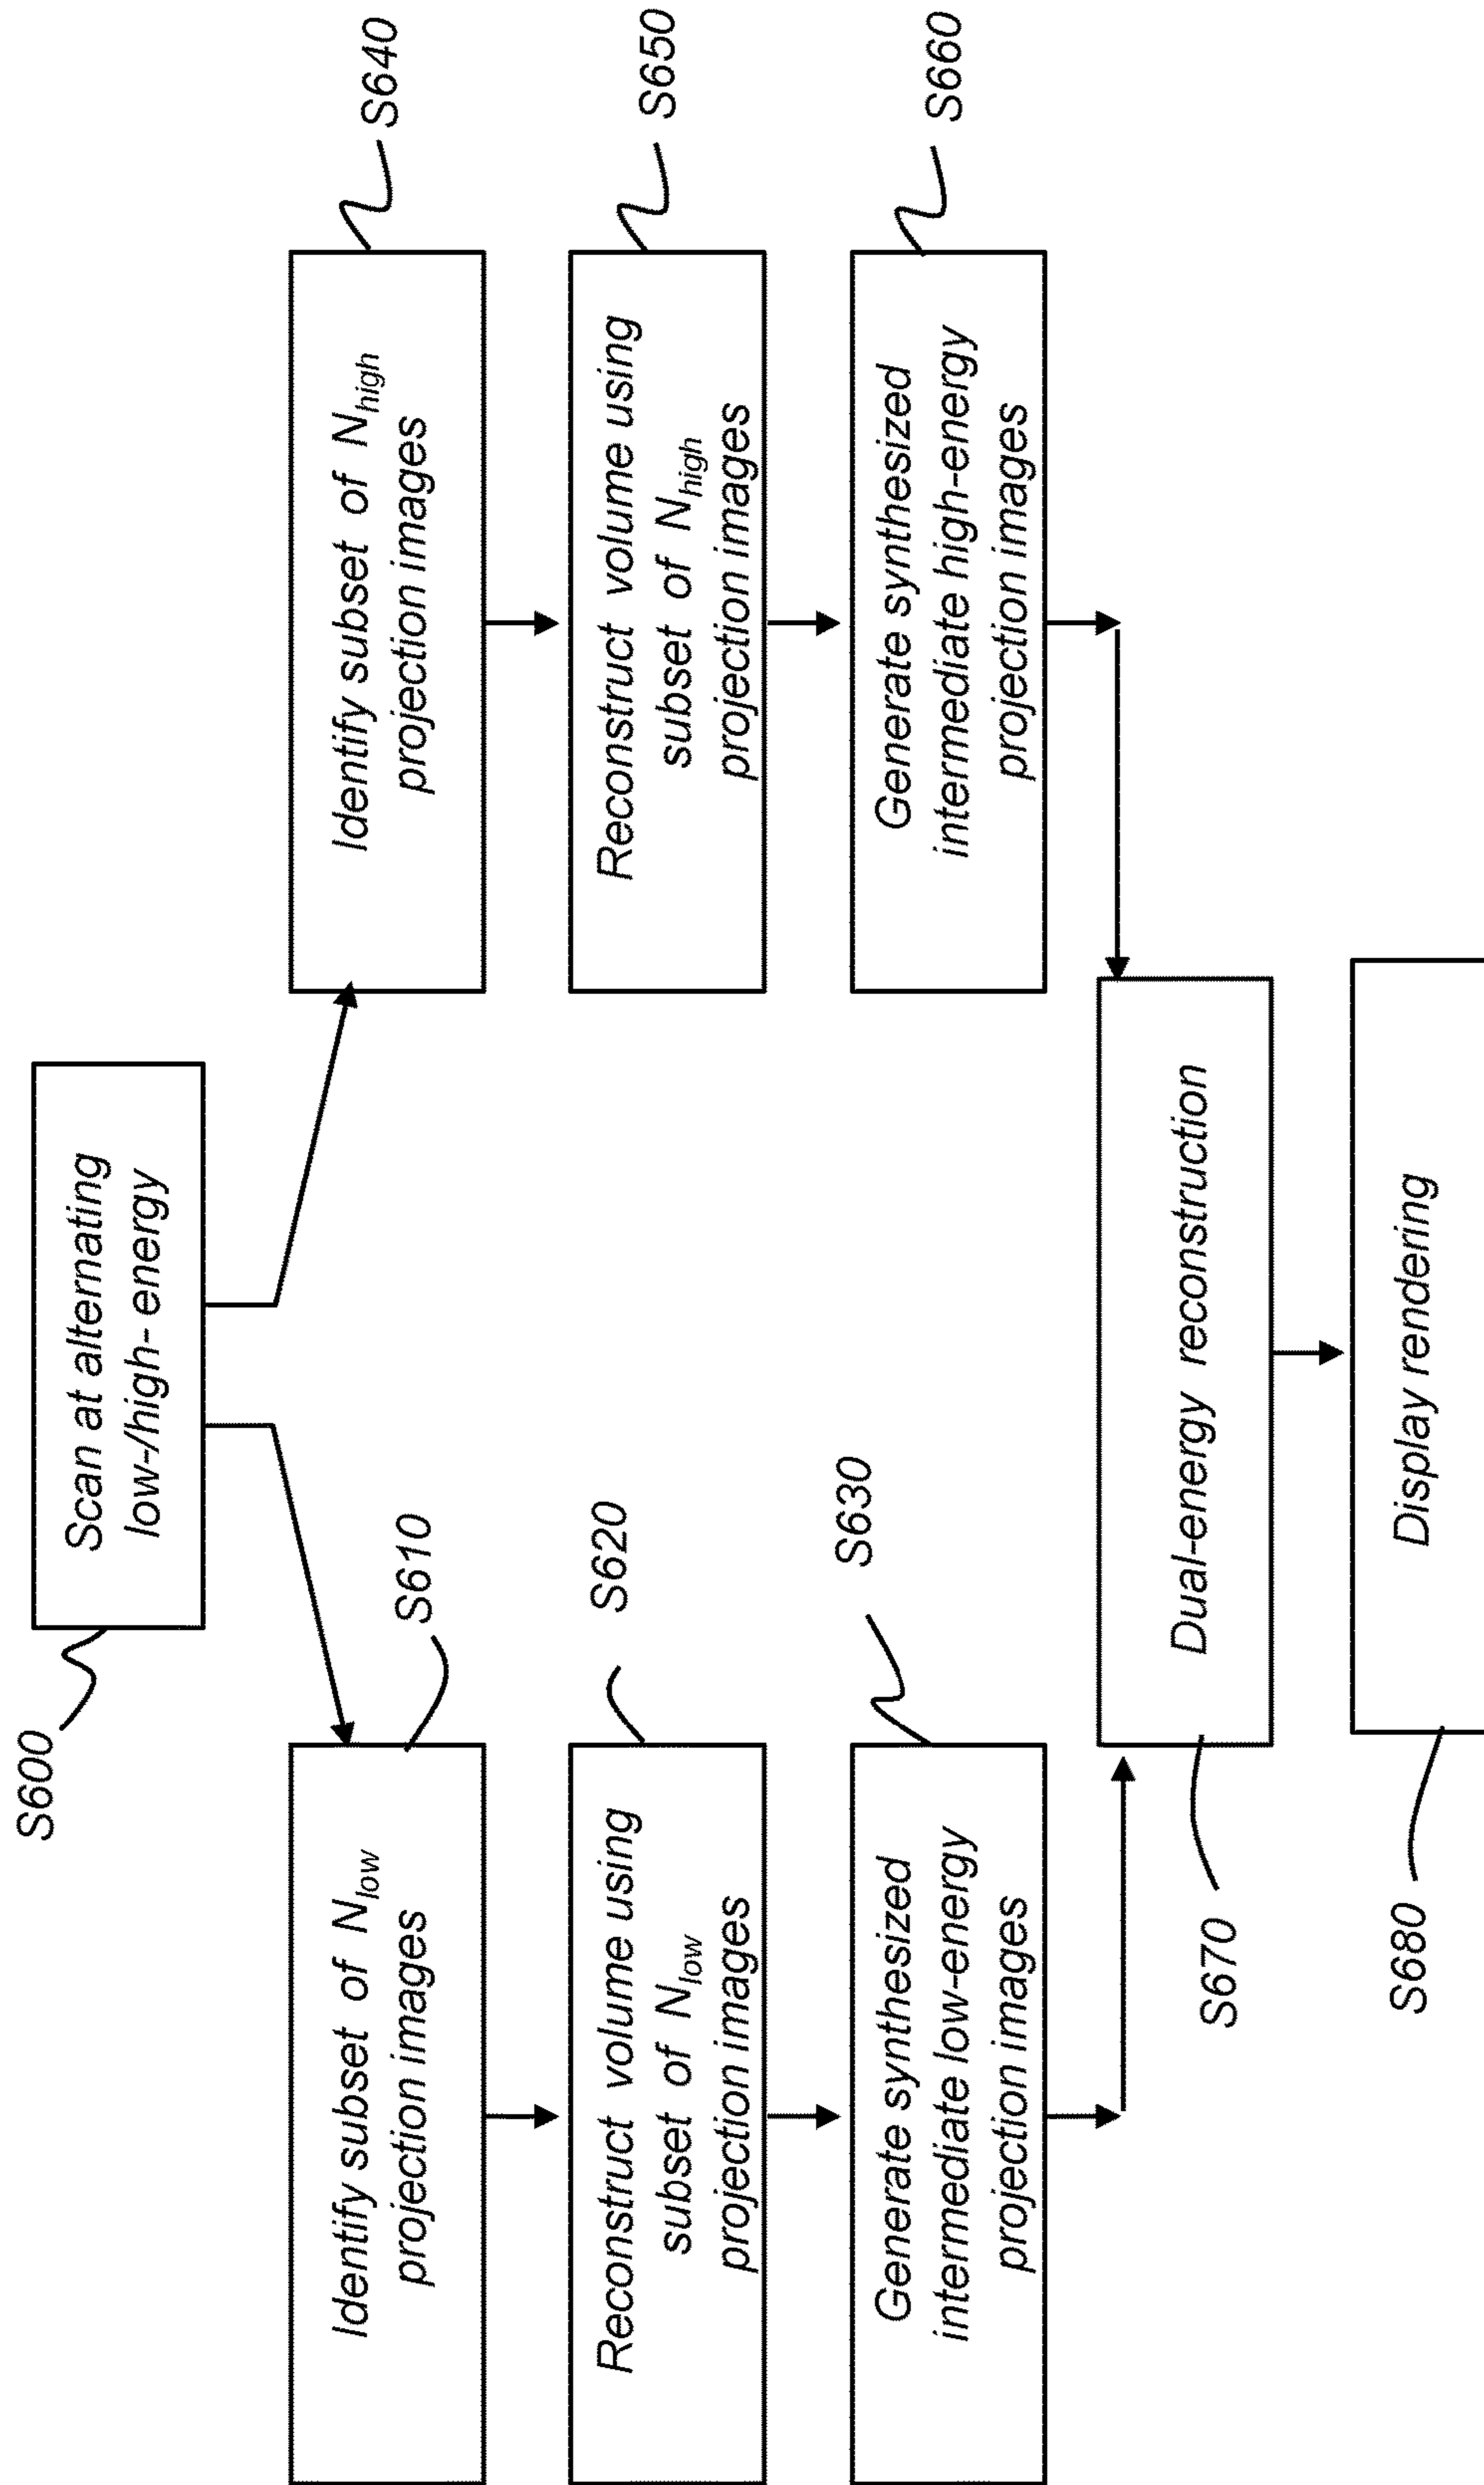 S600
Scan at alternating
low-/high- energy
S610
Identify subset of N_low
projection images
S620
Reconstruct volume using
subset of N_low
projection images
S630
Generate synthesized
intermediate low-energy
projection images
S640
Identify subset of N_high
projection images
S650
Reconstruct volume using
subset of N_high
projection images
S660
Generate synthesized
intermediate high-energy
projection images
S670
Dual-energy reconstruction
S680
Display rendering